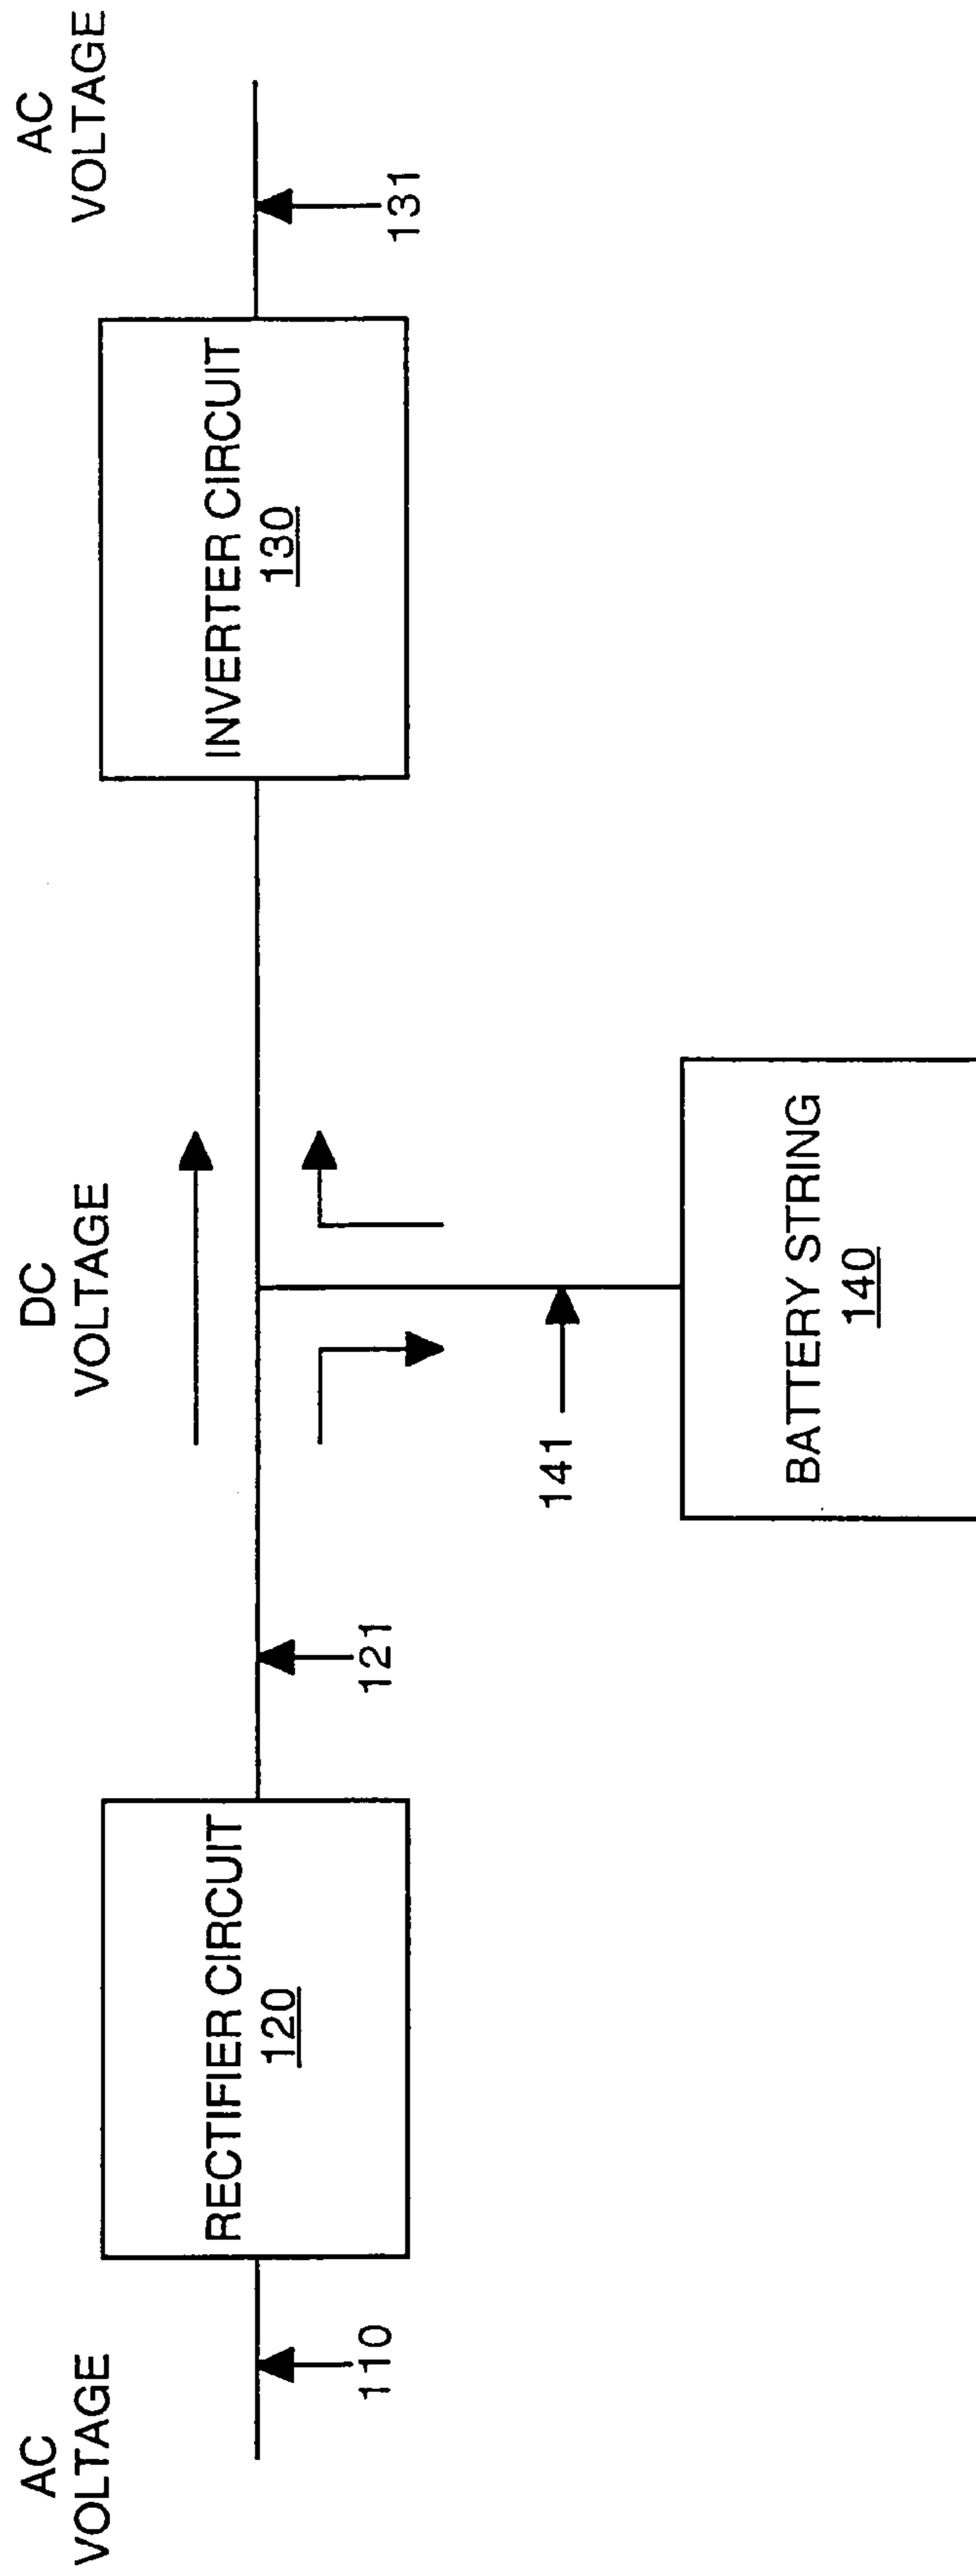 AC
VOLTAGE
DC
VOLTAGE
AC
VOLTAGE
RECTIFIER CIRCUIT
120
INVERTER CIRCUIT
130
110
121
131
141
BATTERY STRING
140